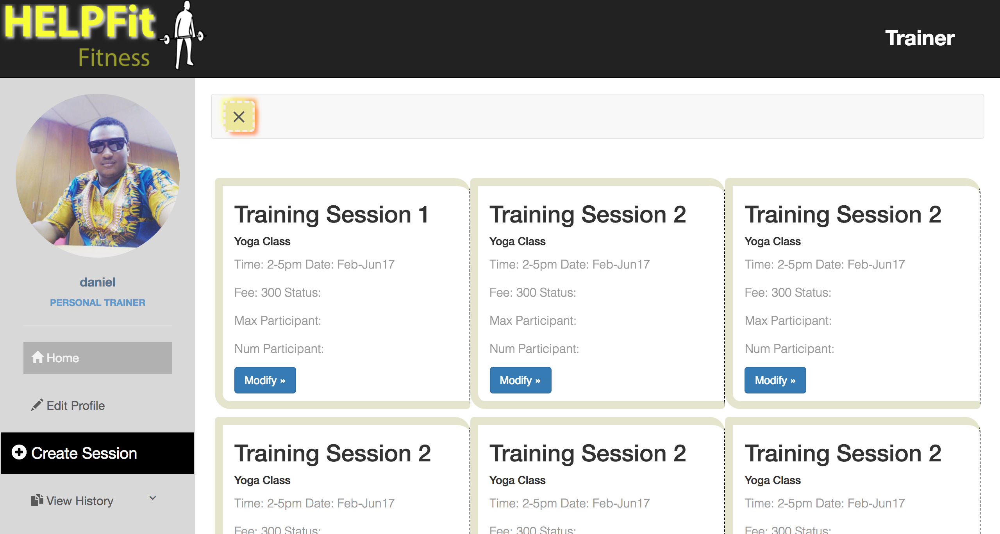 HELPFit
Fitness
Trainer
daniel
PERSONAL TRAINER
Home
Edit Profile
Create Session
View History
Training Session 1
Yoga Class
Time: 2-5pm Date: Feb-Jun17
Fee: 300 Status:
Max Participant:
Num Participant:
Modify »
Training Session 2
Yoga Class
Time: 2-5pm Date: Feb-Jun17
Fee: 300 Status:
Max Participant:
Num Participant:
Modify »
Training Session 2
Yoga Class
Time: 2-5pm Date: Feb-Jun17
Fee: 300 Status:
Max Participant:
Num Participant:
Modify »
Training Session 2
Yoga Class
Time: 2-5pm Date: Feb-Jun17
Fee: 300 Status:
Training Session 2
Yoga Class
Time: 2-5pm Date: Feb-Jun17
Fee: 300 Status:
Training Session 2
Yoga Class
Time: 2-5pm Date: Feb-Jun17
Fee: 300 Status: